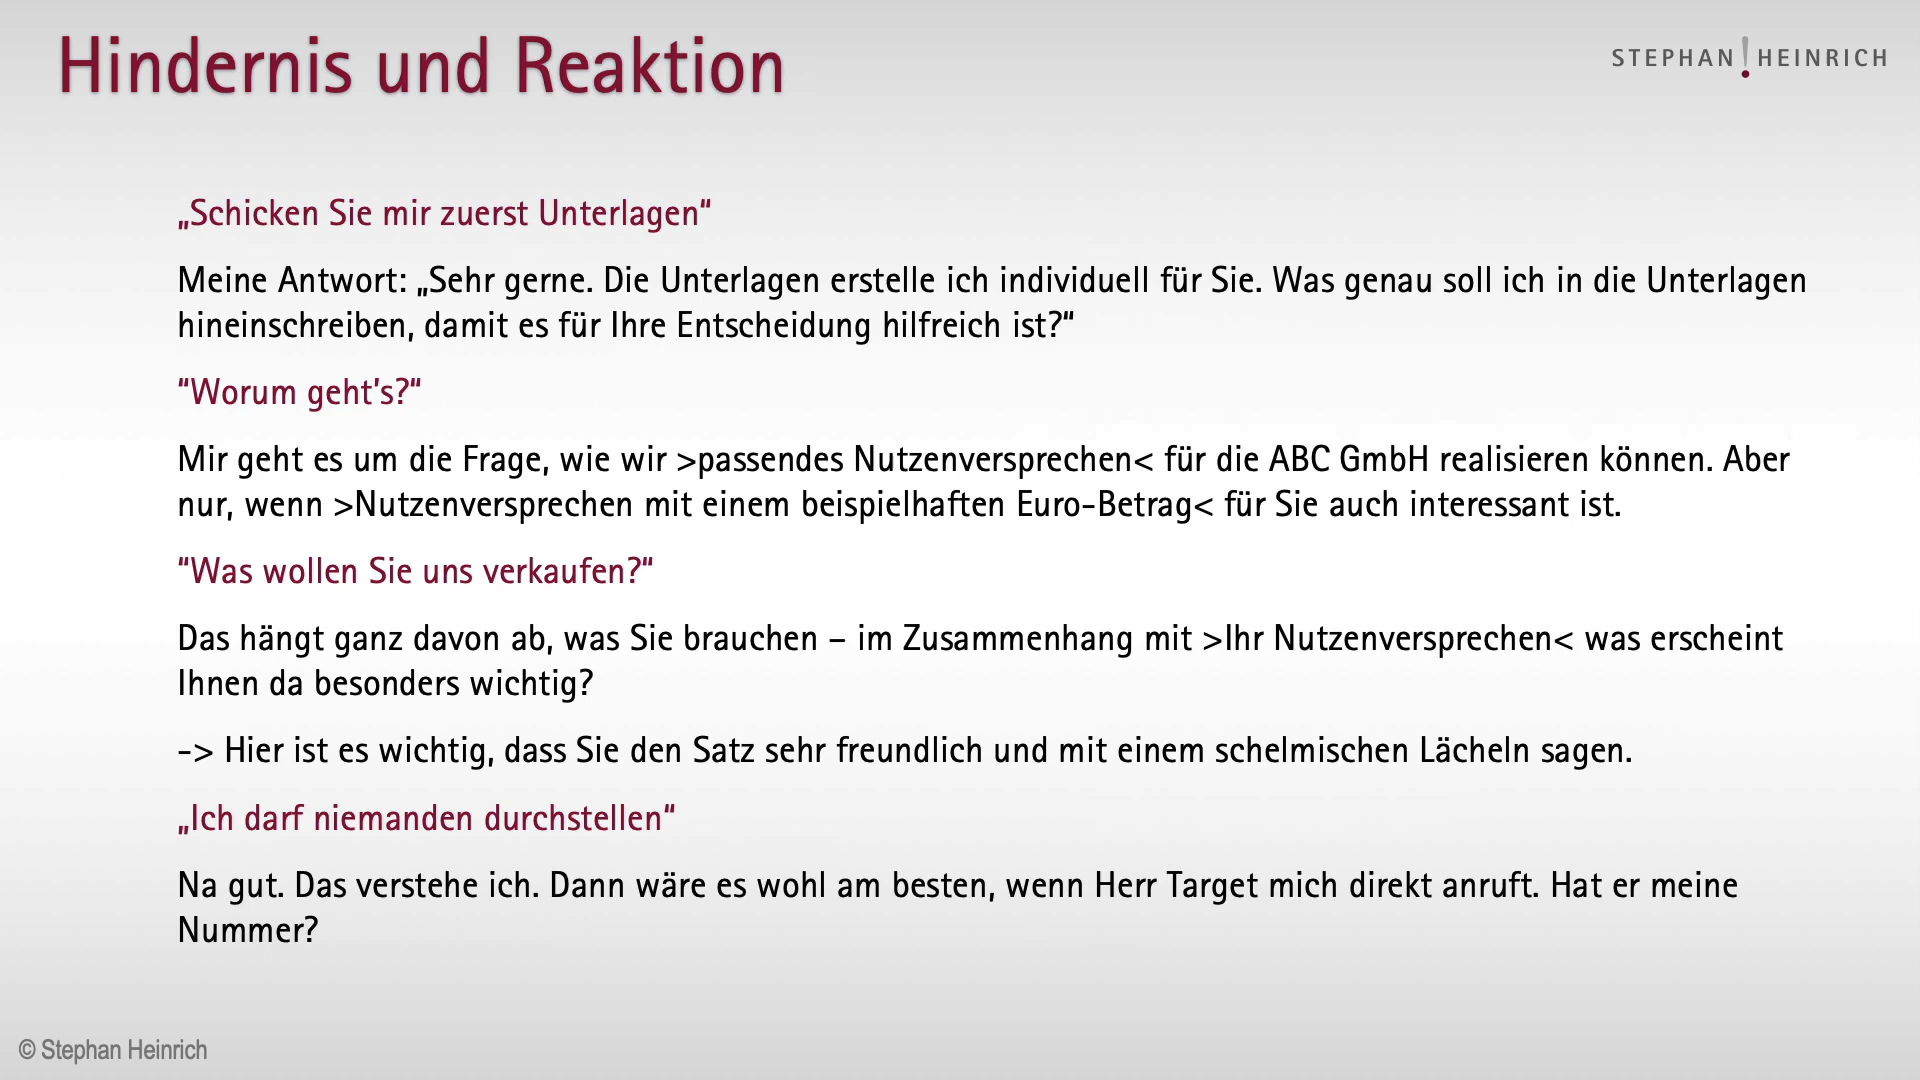 Hindernis und Reaktion
STEPHAN!HEINRICH
„Schicken Sie mir zuerst Unterlagen“
Meine Antwort: „Sehr gerne. Die Unterlagen erstelle ich individuell für Sie. Was genau soll ich in die Unterlagen
hineinschreiben, damit es für Ihre Entscheidung hilfreich ist?“
“Worum geht’s?“
Mir geht es um die Frage, wie wir >passendes Nutzenversprechen< für die ABC GmbH realisieren können. Aber
nur, wenn >Nutzenversprechen mit einem beispielhaften Euro-Betrag< für Sie auch interessant ist.
“Was wollen Sie uns verkaufen?“
Das hängt ganz davon ab, was Sie brauchen – im Zusammenhang mit >Ihr Nutzenversprechen< was erscheint
Ihnen da besonders wichtig?
-> Hier ist es wichtig, dass Sie den Satz sehr freundlich und mit einem schelmischen Lächeln sagen.
„Ich darf niemanden durchstellen“
Na gut. Das verstehe ich. Dann wäre es wohl am besten, wenn Herr Target mich direkt anruft. Hat er meine
Nummer?
© Stephan Heinrich